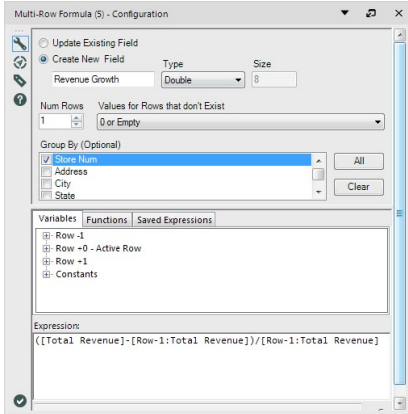 Multi-Row Formula (5) - Configuration
Update Existing Field
Create New Field
Type
Size
Revenue Growth
Double
8
Num Rows
Values for Rows that don't Exist
1
0 or Empty
Group By (Optional)
Store Num
Address
City
State
All
Clear
Variables
Functions
Saved Expressions
Row -1
Row +0 - Active Row
Row +1
Constants
Expression:
([Total Revenue]-[Row-1:Total Revenue])/[Row-1:Total Revenue]